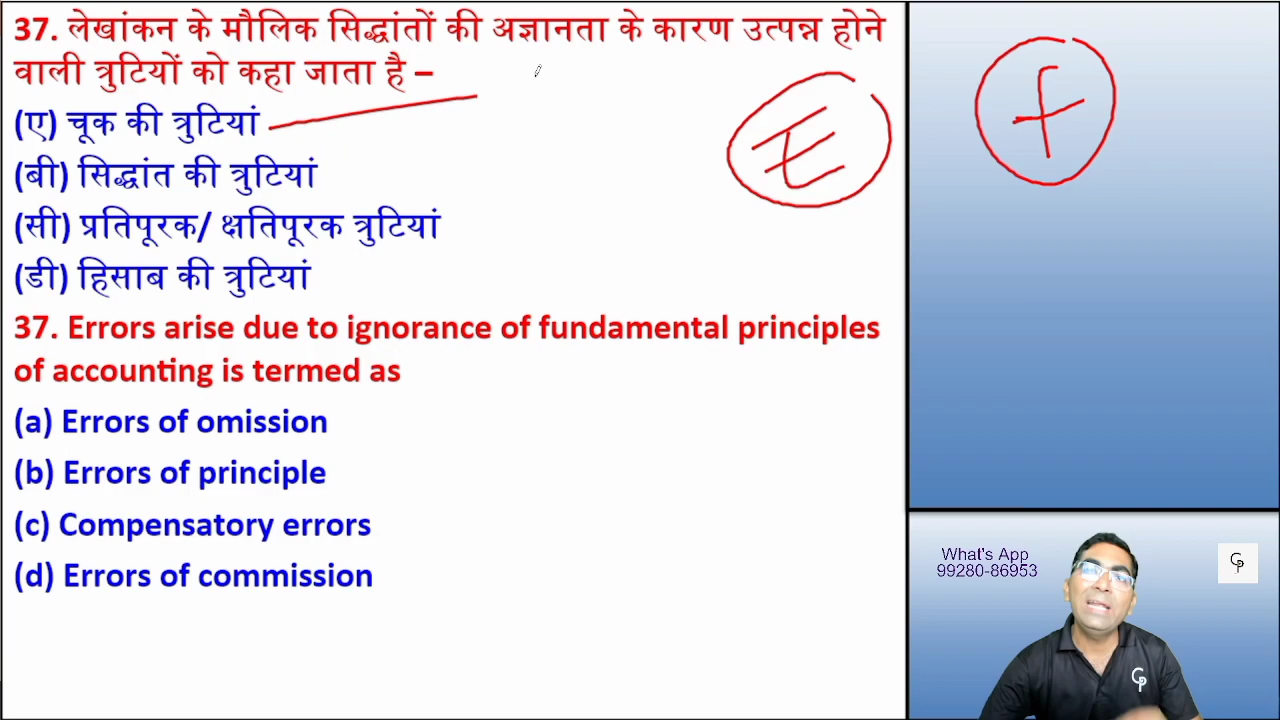 37. लेखांकन के मौलिक सिद्धांतों की अज्ञानता के कारण उत्पन्न होने
वाली त्रुटियों को कहा जाता है –
(ए) चूक की त्रुटियां
(बी) सिद्धांत की त्रुटियां
(सी) प्रतिपूरक/ क्षतिपूरक त्रुटियां
(डी) हिसाब की त्रुटियां
37. Errors arise due to ignorance of fundamental principles
of accounting is termed as
(a) Errors of omission
(b) Errors of principle
(c) Compensatory errors
(d) Errors of commission
What's App
99280-86953